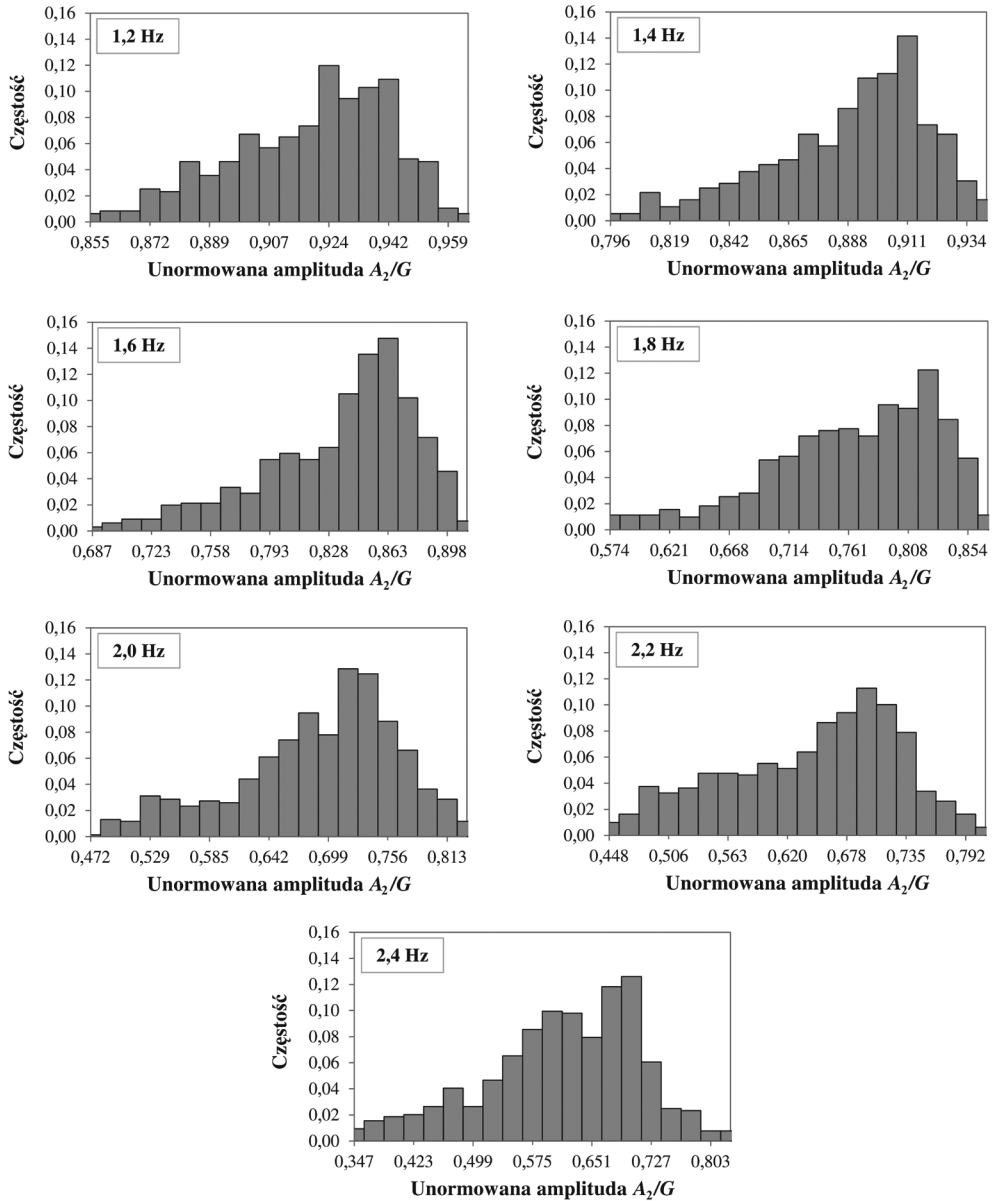 1,2 Hz
Częstość
0,16
0,14
0,12
0,10
0,08
0,06
0,04
0,02
0,00
0,855 0,872 0,889 0,907 0,924 0,942 0,959
Unormowana amplituda A₂/G
1,4 Hz
Częstość
0,16
0,14
0,12
0,10
0,08
0,06
0,04
0,02
0,00
0,796 0,819 0,842 0,865 0,888 0,911 0,934
Unormowana amplituda A₂/G
1,6 Hz
Częstość
0,16
0,14
0,12
0,10
0,08
0,06
0,04
0,02
0,00
0,687 0,723 0,758 0,793 0,828 0,863 0,898
Unormowana amplituda A₂/G
1,8 Hz
Częstość
0,16
0,14
0,12
0,10
0,08
0,06
0,04
0,02
0,00
0,574 0,621 0,668 0,714 0,761 0,808 0,854
Unormowana amplituda A₂/G
2,0 Hz
Częstość
0,16
0,14
0,12
0,10
0,08
0,06
0,04
0,02
0,00
0,472 0,529 0,585 0,642 0,699 0,756 0,813
Unormowana amplituda A₂/G
2,2 Hz
Częstość
0,16
0,14
0,12
0,10
0,08
0,06
0,04
0,02
0,00
0,448 0,506 0,563 0,620 0,678 0,735 0,792
Unormowana amplituda A₂/G
2,4 Hz
Częstość
0,16
0,14
0,12
0,10
0,08
0,06
0,04
0,02
0,00
0,347 0,423 0,499 0,575 0,651 0,727 0,803
Unormowana amplituda A₂/G